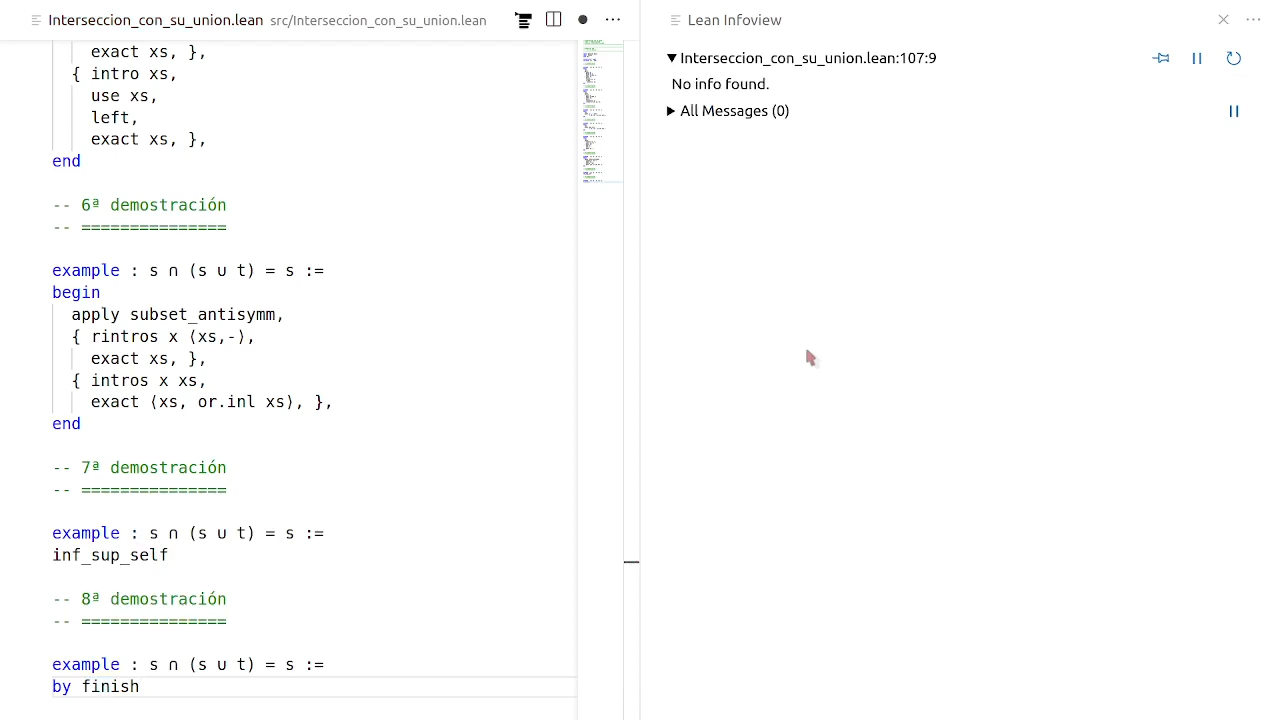 Interseccion_con_su_union.lean src/Interseccion_con_su_union.lean
exact xs, },
{ intro xs,
use xs,
left,
exact xs, },
end
-- 6ª demostración
-- ===============
example : s ∩ (s ∪ t) = s :=
begin
apply subset_antisymm,
{ rintros x ⟨xs,-⟩,
exact xs, },
{ intros x xs,
exact ⟨xs, or.inl xs⟩, },
end
-- 7ª demostración
-- ===============
example : s ∩ (s ∪ t) = s :=
inf_sup_self
-- 8ª demostración
-- ===============
example : s ∩ (s ∪ t) = s :=
by finish
Lean Infoview
▼Interseccion_con_su_union.lean:107:9
No info found.
▶ All Messages (0)